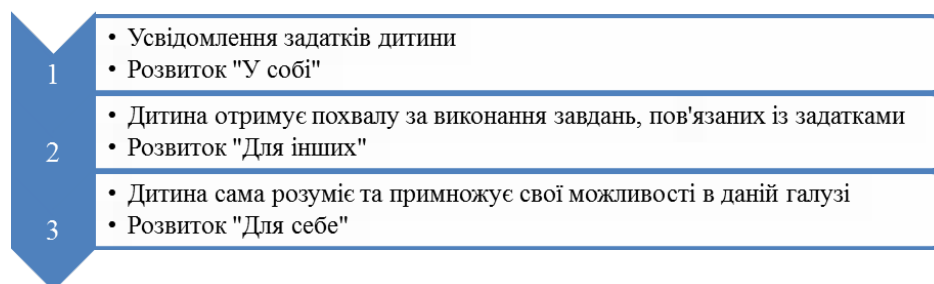 1
• Усвідомлення задатків дитини
• Розвиток "У собі"
2
• Дитина отримує похвалу за виконання завдань, пов'язаних із задатками
• Розвиток "Для інших"
3
• Дитина сама розуміє та примножує свої можливості в даній галузі
• Розвиток "Для себе"